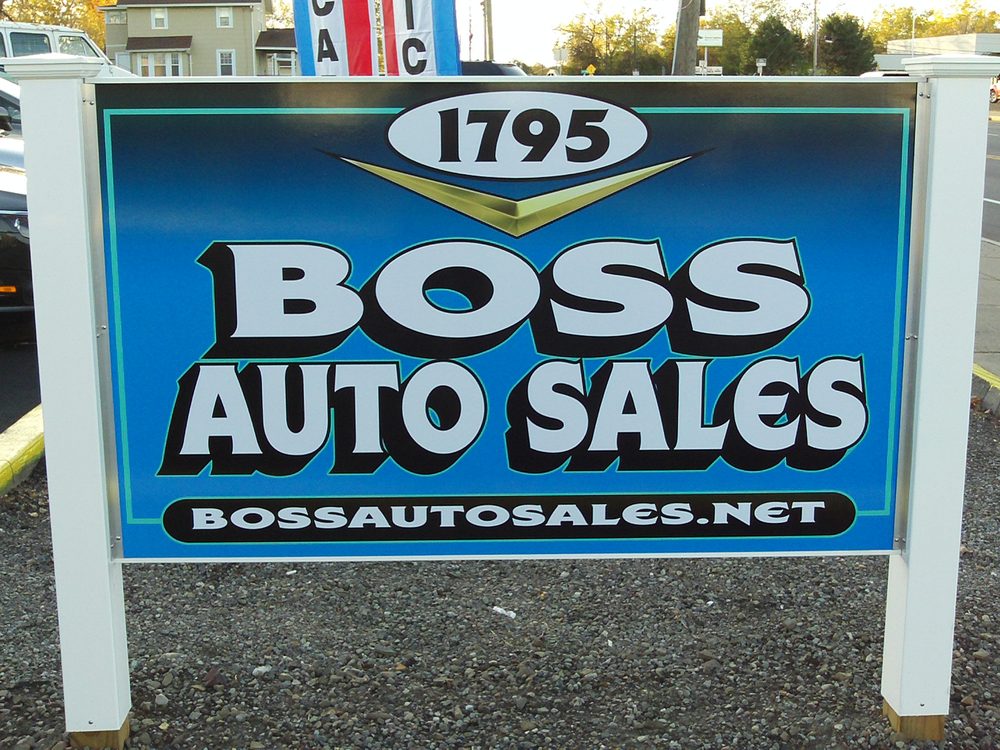 C
A
I
C
1795
BOSS
AUTO SALES
BOSSAUTOSALES.NET